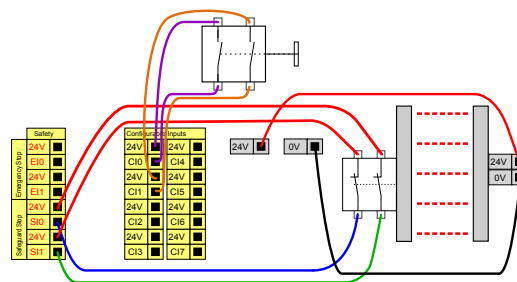 Safety
Emergency Stop
24V
EI0
24V
EI1
Safeguard Stop
24V
SI0
24V
SI1
Configurable Inputs
24V 24V
CI0 CI4
24V 24V
CI1 CI5
24V 24V
CI2 CI6
24V 24V
CI3 CI7
24V 0V
24V
0V